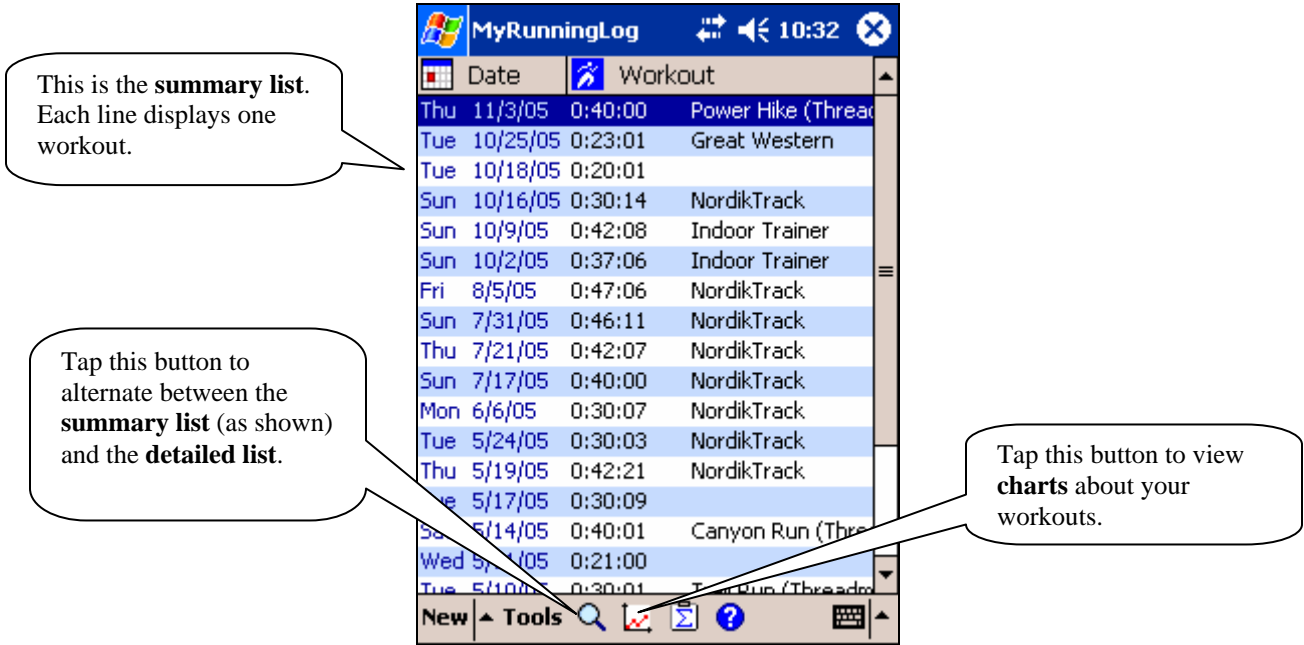 MyRunningLog 10:32
Date Workout
Thu 11/3/05 0:40:00 Power Hike (Thread
Tue 10/25/05 0:23:01 Great Western
Tue 10/18/05 0:20:01
Sun 10/16/05 0:30:14 NordikTrack
Sun 10/9/05 0:42:08 Indoor Trainer
Sun 10/2/05 0:37:06 Indoor Trainer
Fri 8/5/05 0:47:06 NordikTrack
Sun 7/31/05 0:46:11 NordikTrack
Thu 7/21/05 0:42:07 NordikTrack
Sun 7/17/05 0:40:00 NordikTrack
Mon 6/6/05 0:30:07 NordikTrack
Tue 5/24/05 0:30:03 NordikTrack
Thu 5/19/05 0:42:21 NordikTrack
5/17/05 0:30:09
5/14/05 0:40:01 Canyon Run
Wed 0:21:00
Tue 0:30:01 Run (Threadm
New Tools
This is the summary list.
Each line displays one
workout.
Tap this button to
alternate between the
summary list (as shown)
and the detailed list.
Tap this button to view
charts about your
workouts.